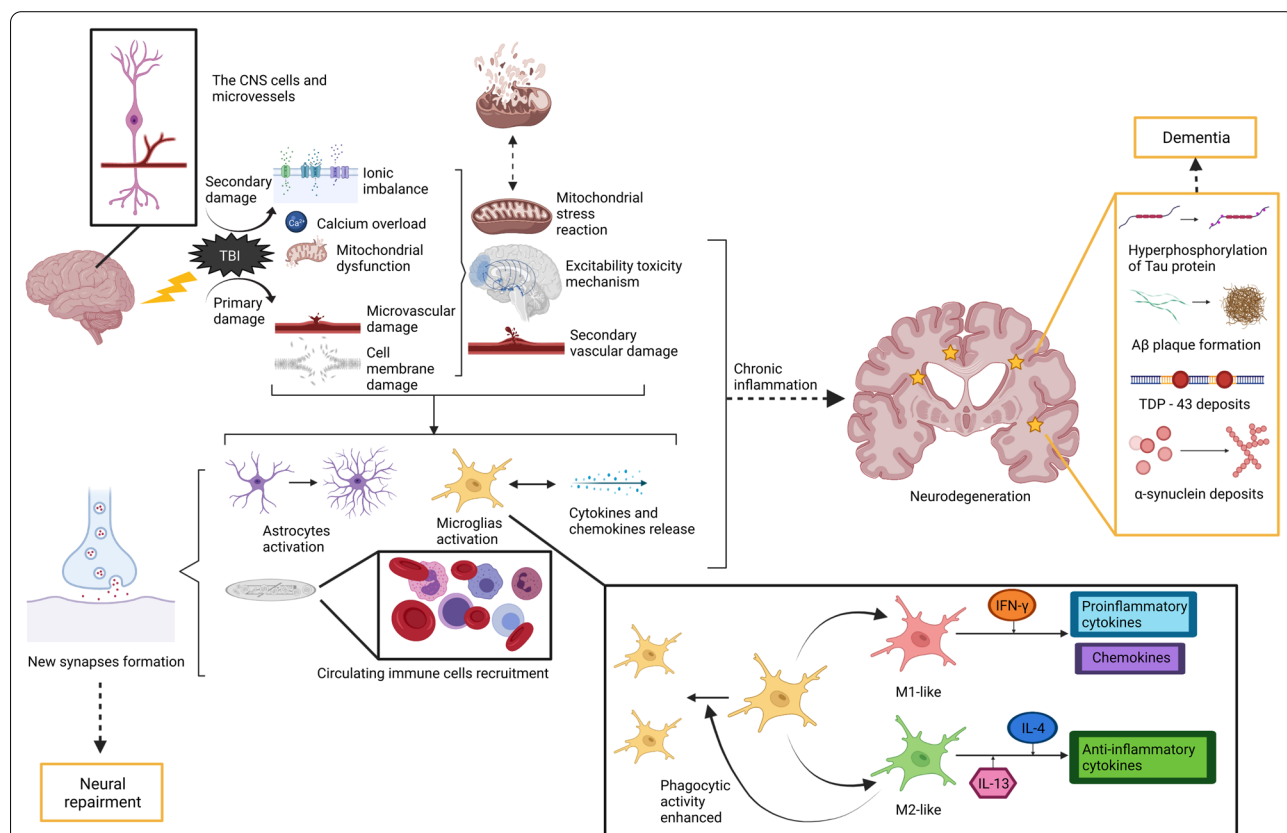 The CNS cells and
microvessels
Secondary
damage
TBI
Primary
damage
Ionic
imbalance
Ca²⁺
Calcium overload
Mitochondrial
dysfunction
Microvascular
damage
Cell
membrane
damage
Mitochondrial
stress
reaction
Excitability toxicity
mechanism
Secondary
vascular damage
Chronic
inflammation
Neurodegeneration
Dementia
Hyperphosphorylation
of Tau protein
Aβ plaque formation
TDP - 43 deposits
α-synuclein deposits
Astrocytes
activation
Microglias
activation
Cytokines and
chemokines release
Circulating immune cells recruitment
New synapses formation
Neural
repairment
Phagocytic
activity
enhanced
M1-like
IFN-γ
Proinflammatory
cytokines
Chemokines
M2-like
IL-4
IL-13
Anti-inflammatory
cytokines